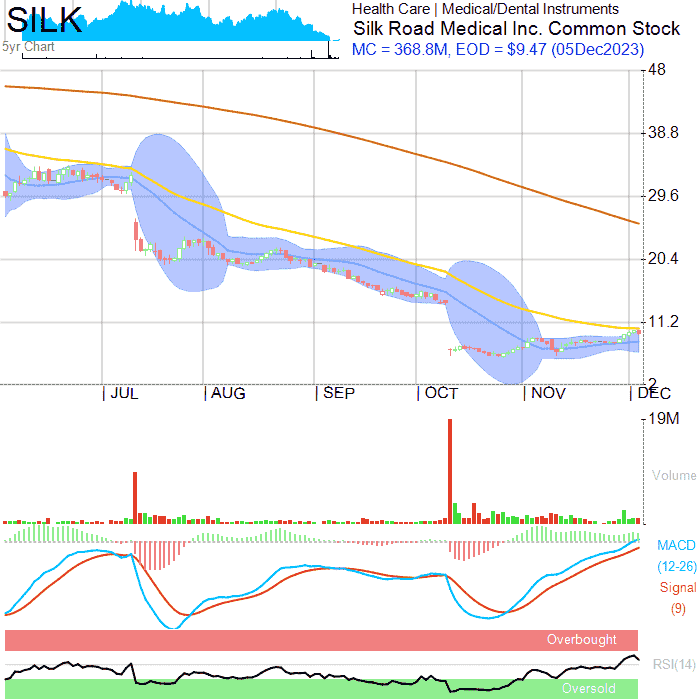 SILK
5yr Chart
Health Care | Medical/Dental Instruments
Silk Road Medical Inc. Common Stock
MC = 368.8M, EOD = $9.47 (05Dec2023)
48
38.8
29.6
20.4
11.2
2
JUL AUG SEP OCT NOV DEC
19M
Volume
MACD
(12-26)
Signal
(9)
Overbought
RSI(14)
Oversold